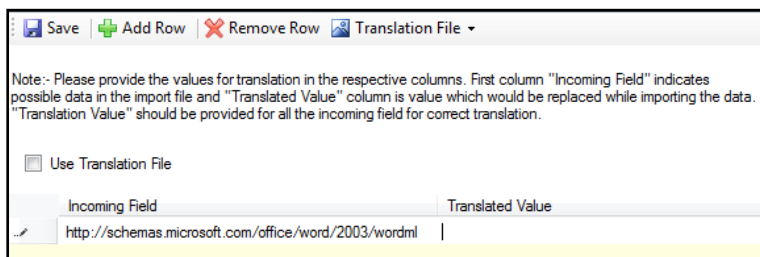 Save Add Row Remove Row Translation File
Note:- Please provide the values for translation in the respective columns. First column "Incoming Field" indicates
possible data in the import file and "Translated Value" column is value which would be replaced while importing the data.
"Translation Value" should be provided for all the incoming field for correct translation.
Use Translation File
Incoming Field Translated Value
http://schemas.microsoft.com/office/word/2003/wordml